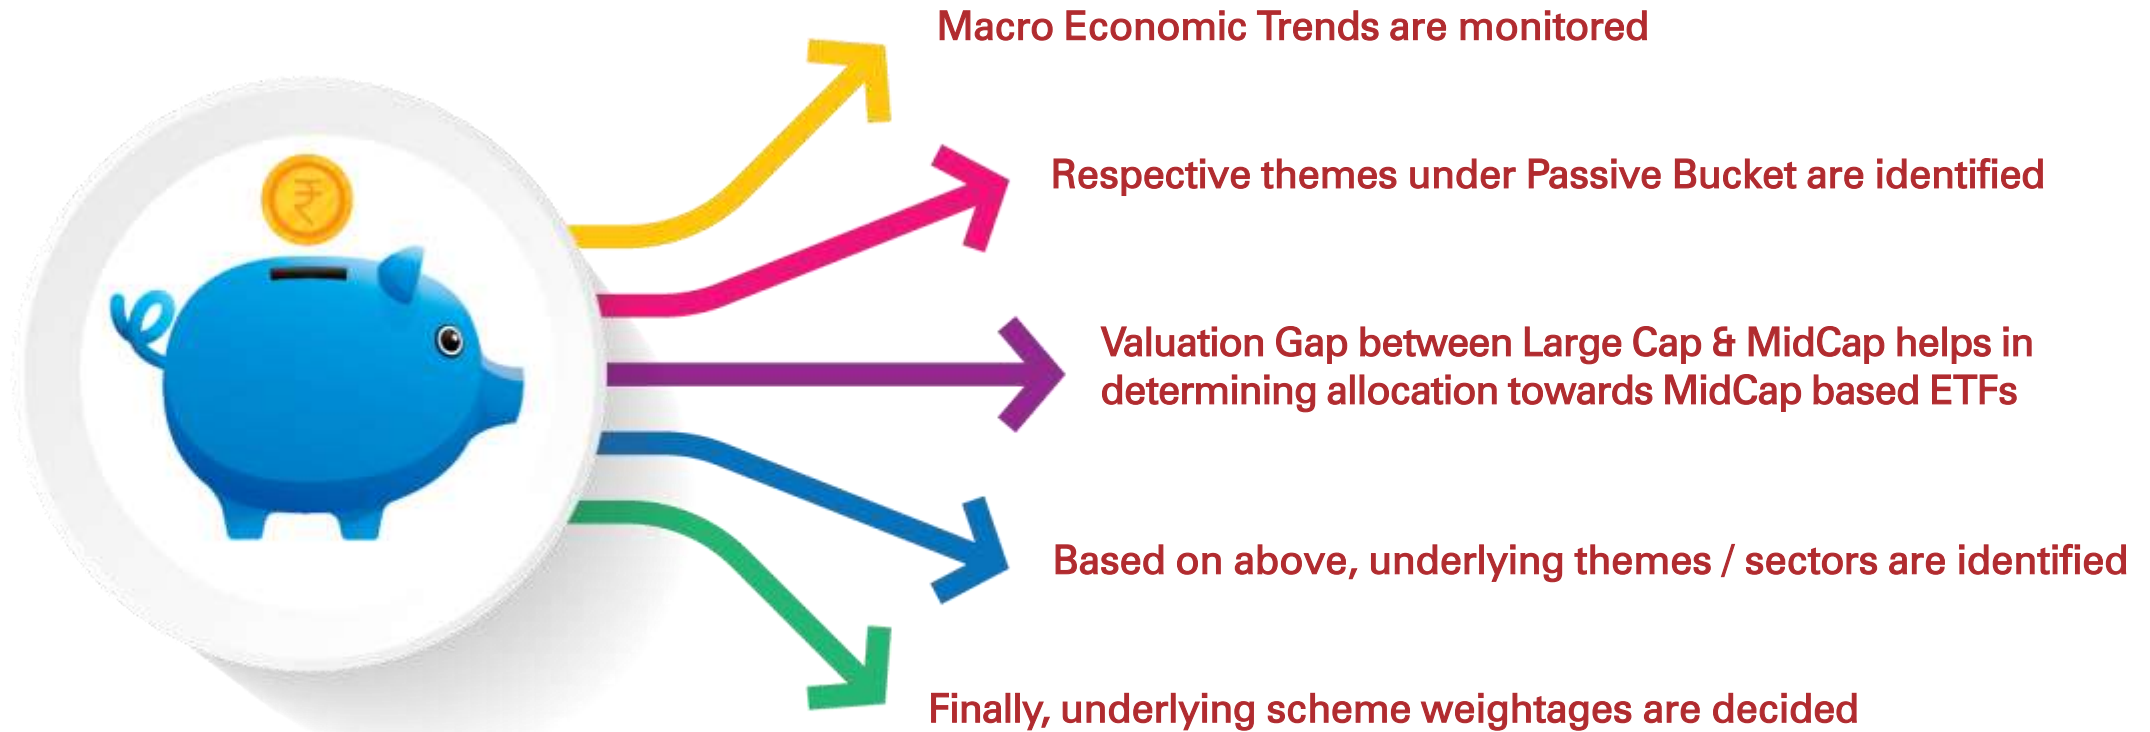 Macro Economic Trends are monitored
Respective themes under Passive Bucket are identified
₹
Valuation Gap between Large Cap & MidCap helps in
determining allocation towards MidCap based ETFs
Based on above, underlying themes / sectors are identified
Finally, underlying scheme weightages are decided